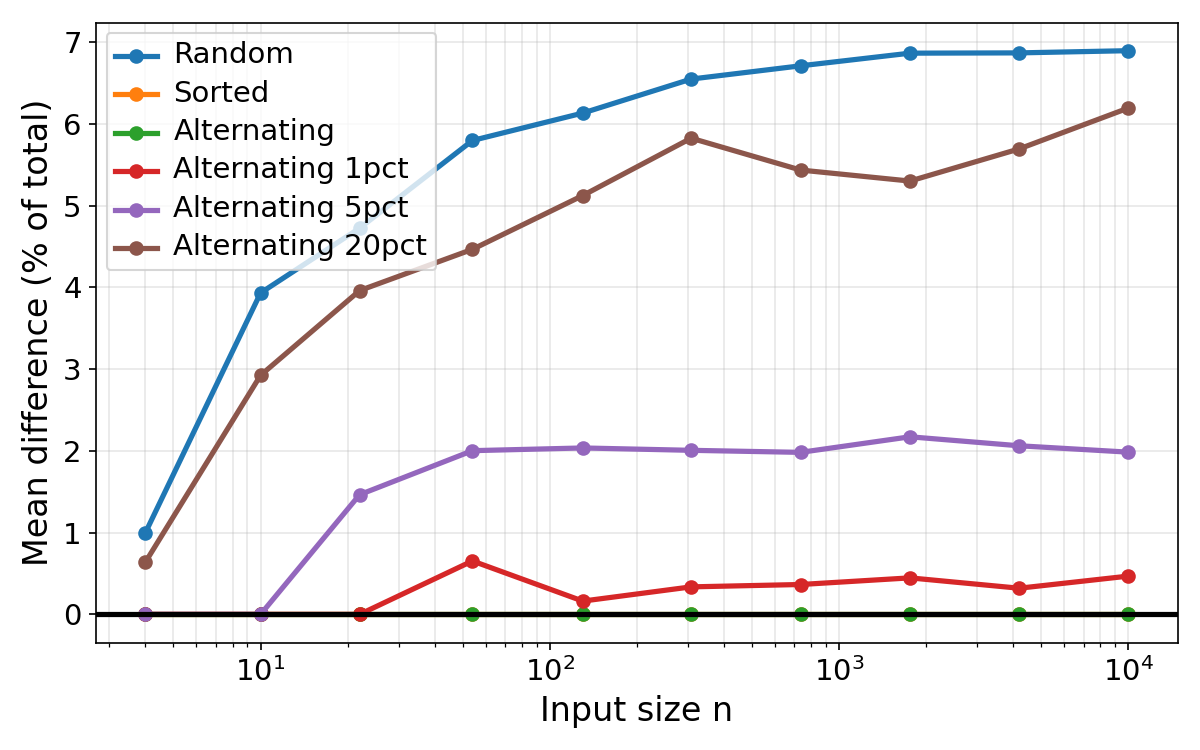 7
6
5
4
3
2
1
0
Mean difference (% of total)
Random
Sorted
Alternating
Alternating 1pct
Alternating 5pct
Alternating 20pct
10¹
10²
10³
10⁴
Input size n